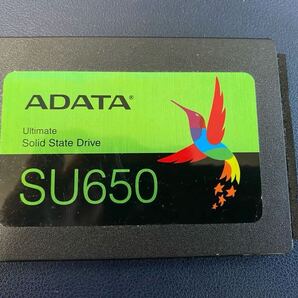 ADATA®
Ultimate
Solid State Drive
SU650